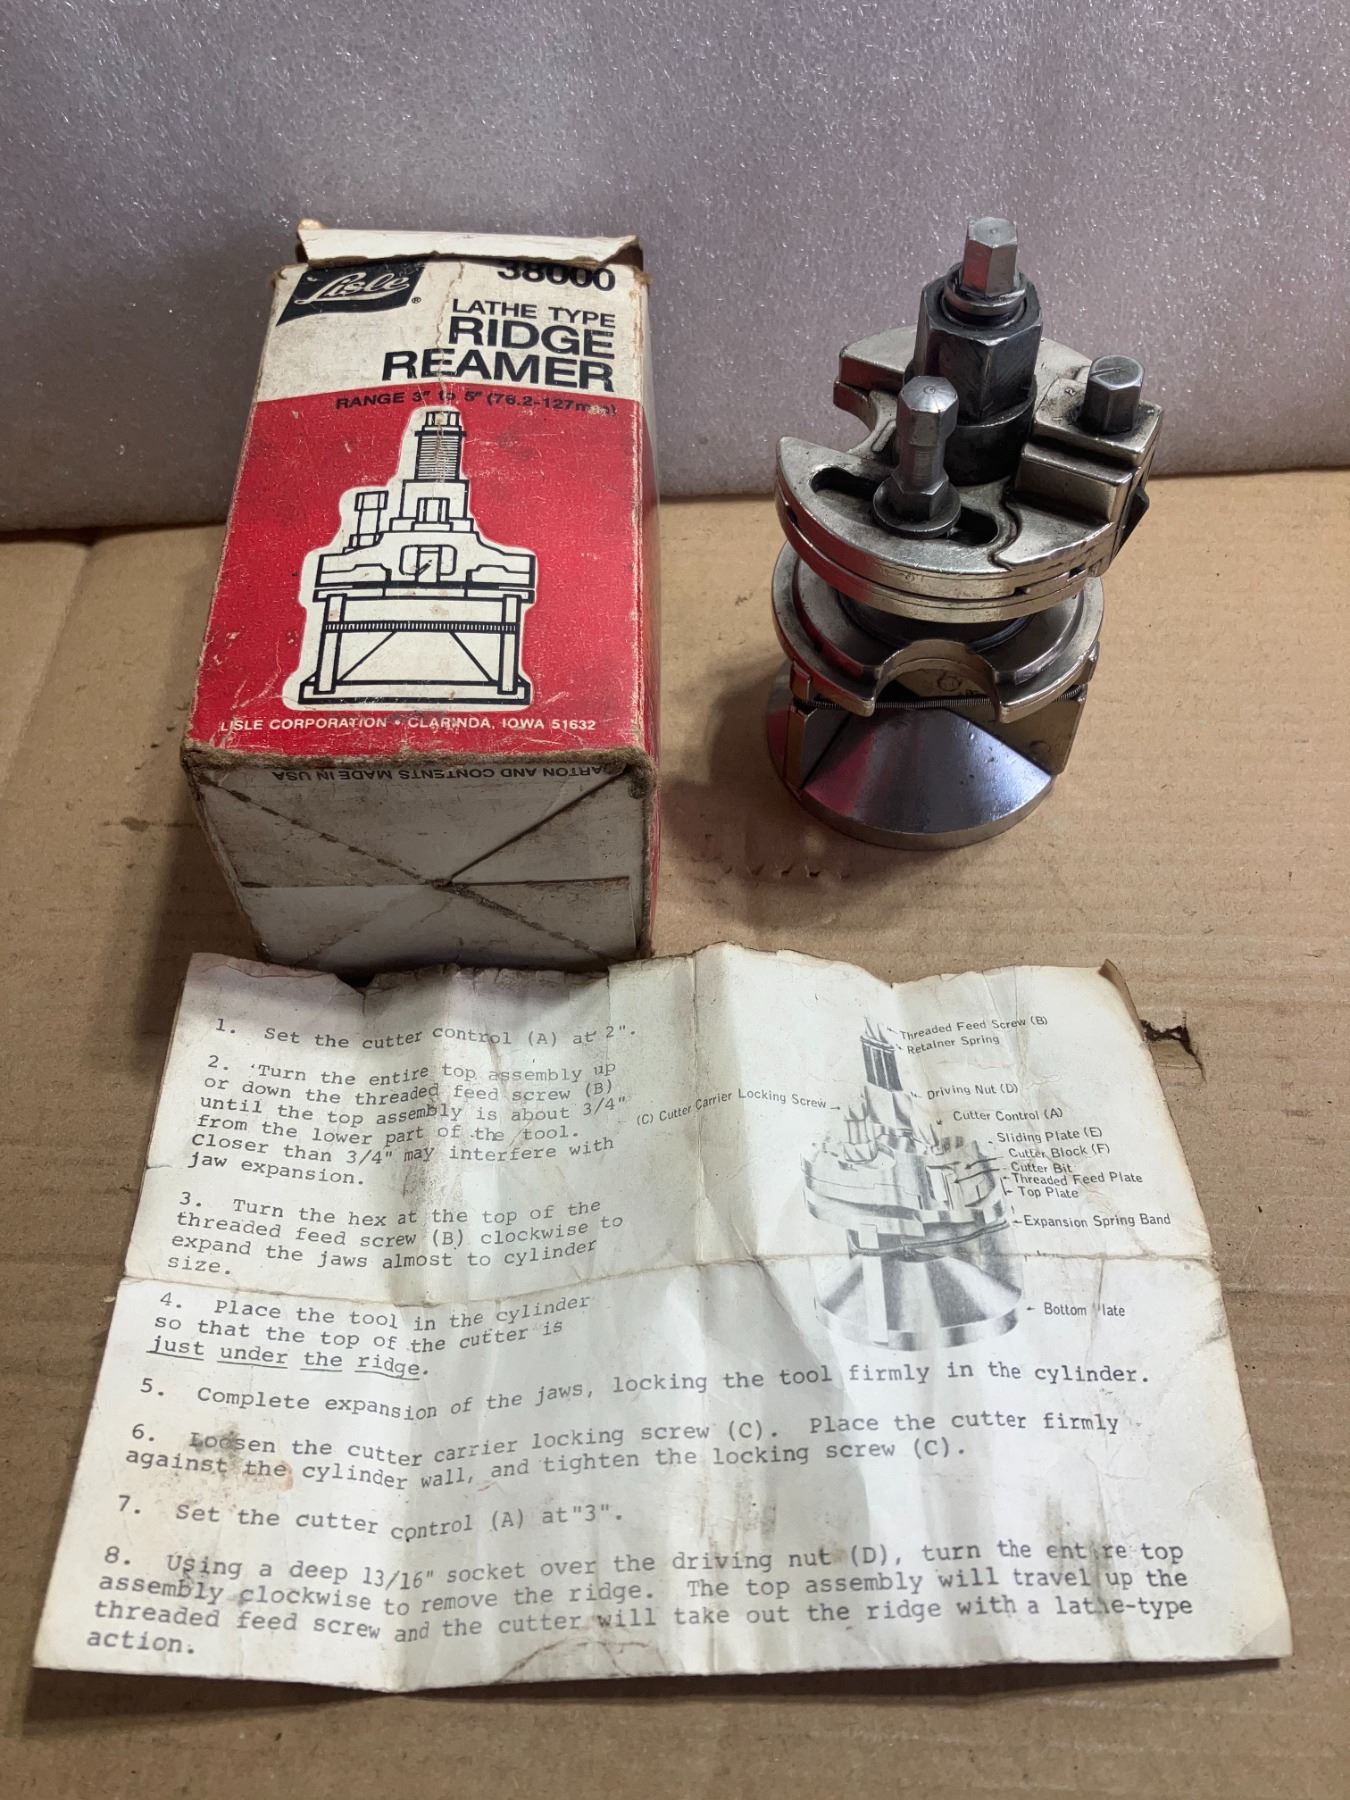 Lisle®
38000
LATHE TYPE
RIDGE
REAMER
RANGE 3" to 5" (76.2-127mm)
LISLE CORPORATION • CLARINDA, IOWA 51632
CARTON AND CONTENTS MADE IN USA
1. Set the cutter control (A) at 2".
2. Turn the entire top assembly up
or down the threaded feed screw (B)
until the top assembly is about 3/4"
from the lower part of the tool.
Closer than 3/4" may interfere with
jaw expansion.
3. Turn the hex at the top of the
threaded feed screw (B) clockwise to
expand the jaws almost to cylinder
size.
4. Place the tool in the cylinder
so that the top of the cutter is
just under the ridge.
5. Complete expansion of the jaws, locking the tool firmly in the cylinder.
6. Loosen the cutter carrier locking screw (C). Place the cutter firmly
against the cylinder wall, and tighten the locking screw (C).
7. Set the cutter control (A) at "3".
8. Using a deep 13/16" socket over the driving nut (D), turn the entire top
assembly clockwise to remove the ridge. The top assembly will travel up the
threaded feed screw and the cutter will take out the ridge with a lathe-type
action.
Threaded Feed Screw (B)
Retainer Spring
Driving Nut (D)
(C) Cutter Carrier Locking Screw
Cutter Control (A)
Sliding Plate (E)
Cutter Block (F)
Cutter Bit
Threaded Feed Plate
Top Plate
Expansion Spring Band
Bottom Plate